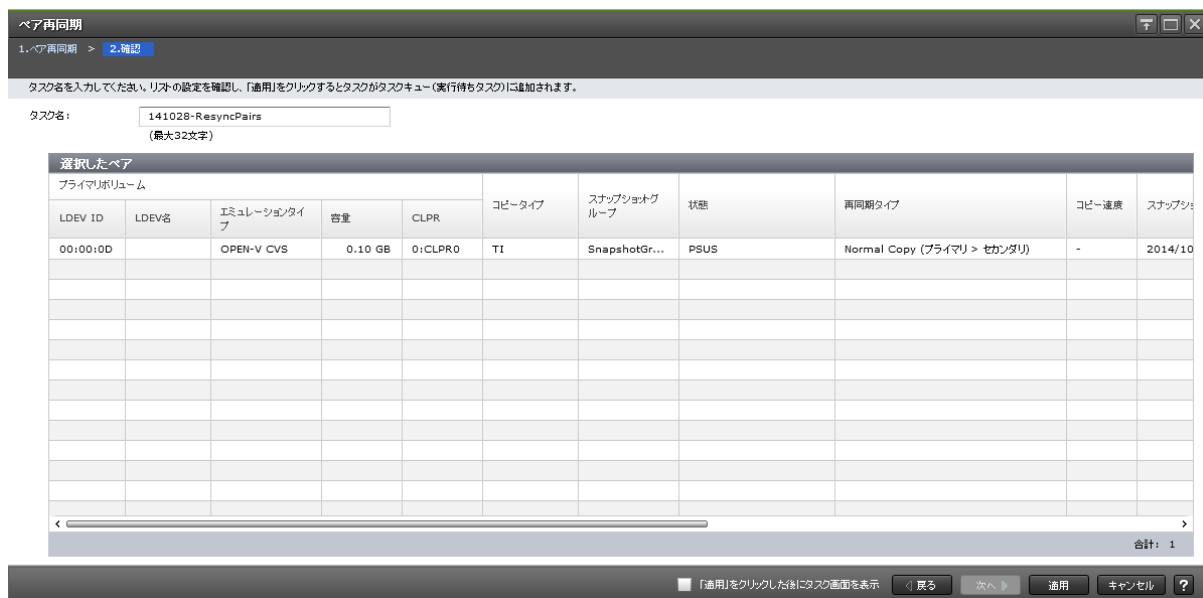 ペア再同期
1.ペア再同期 > 2.確認
タスク名を入力してください。リストの設定を確認し、「適用」をクリックするとタスクがタスクキュー(実行待ちタスク)に追加されます。
タスク名: 141028-ResyncPairs
(最大32文字)
選択したペア
プライマリボリューム
LDEV ID LDEV名 エミュレーションタイプ 容量 CLPR コピータイプ スナップショットグループ 状態 再同期タイプ コピー速度 スナップショ
00:00:0D OPEN-V CVS 0.10 GB 0:CLPR0 TI SnapshotGr... PSUS Normal Copy (プライマリ > セカンダリ) - 2014/10
合計: 1
「適用」をクリックした後にタスク画面を表示 戻る 次へ 適用 キャンセル ?